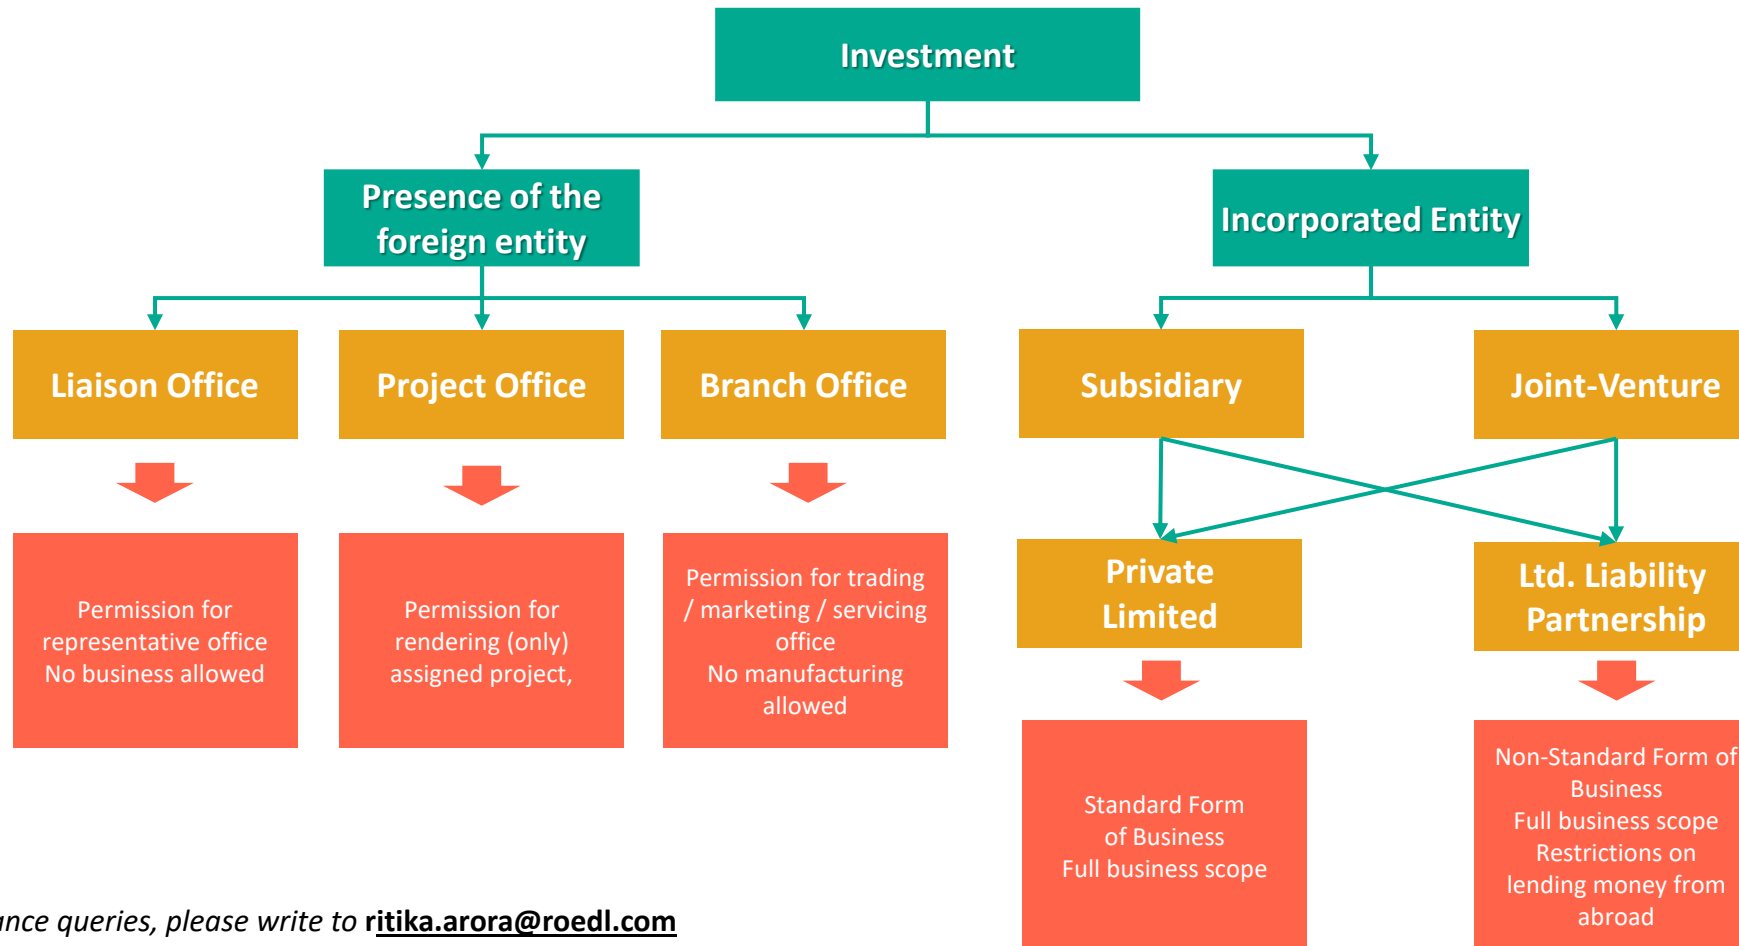 Investment
Presence of the
foreign entity
Incorporated Entity
Liaison Office
Project Office
Branch Office
Subsidiary
Joint-Venture
Permission for
representative office
No business allowed
Permission for
rendering (only)
assigned project,
Permission for trading
/ marketing / servicing
office
No manufacturing
allowed
Private
Limited
Ltd. Liability
Partnership
Standard Form
of Business
Full business scope
Non-Standard Form of
Business
Full business scope
Restrictions on
lending money from
abroad
queries, please write to ritika.arora@roedl.com